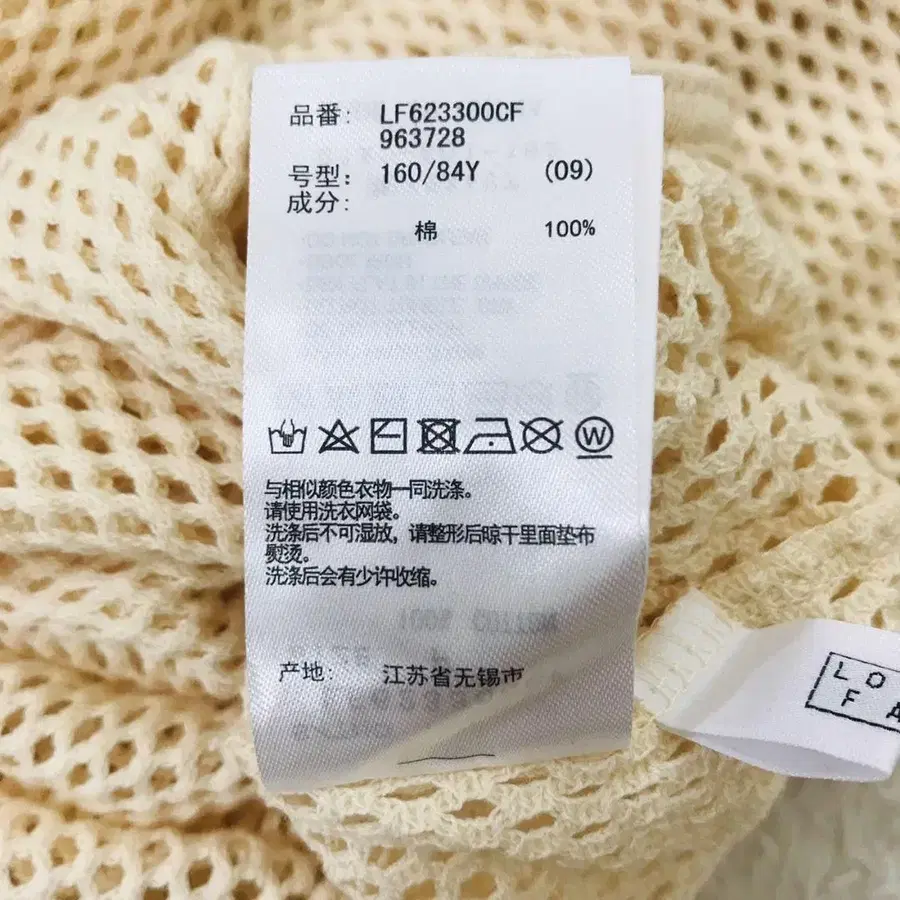 品番: LF623300CF
963728
号型: 160/84Y (09)
成分:
棉 100%
W
与相似颜色衣物一同洗涤。
请使用洗衣网袋。
洗涤后不可湿放，请整形后晾干里面垫布
熨烫。
洗涤后会有少许收缩。
产地: 江苏省无锡市
L O
F A